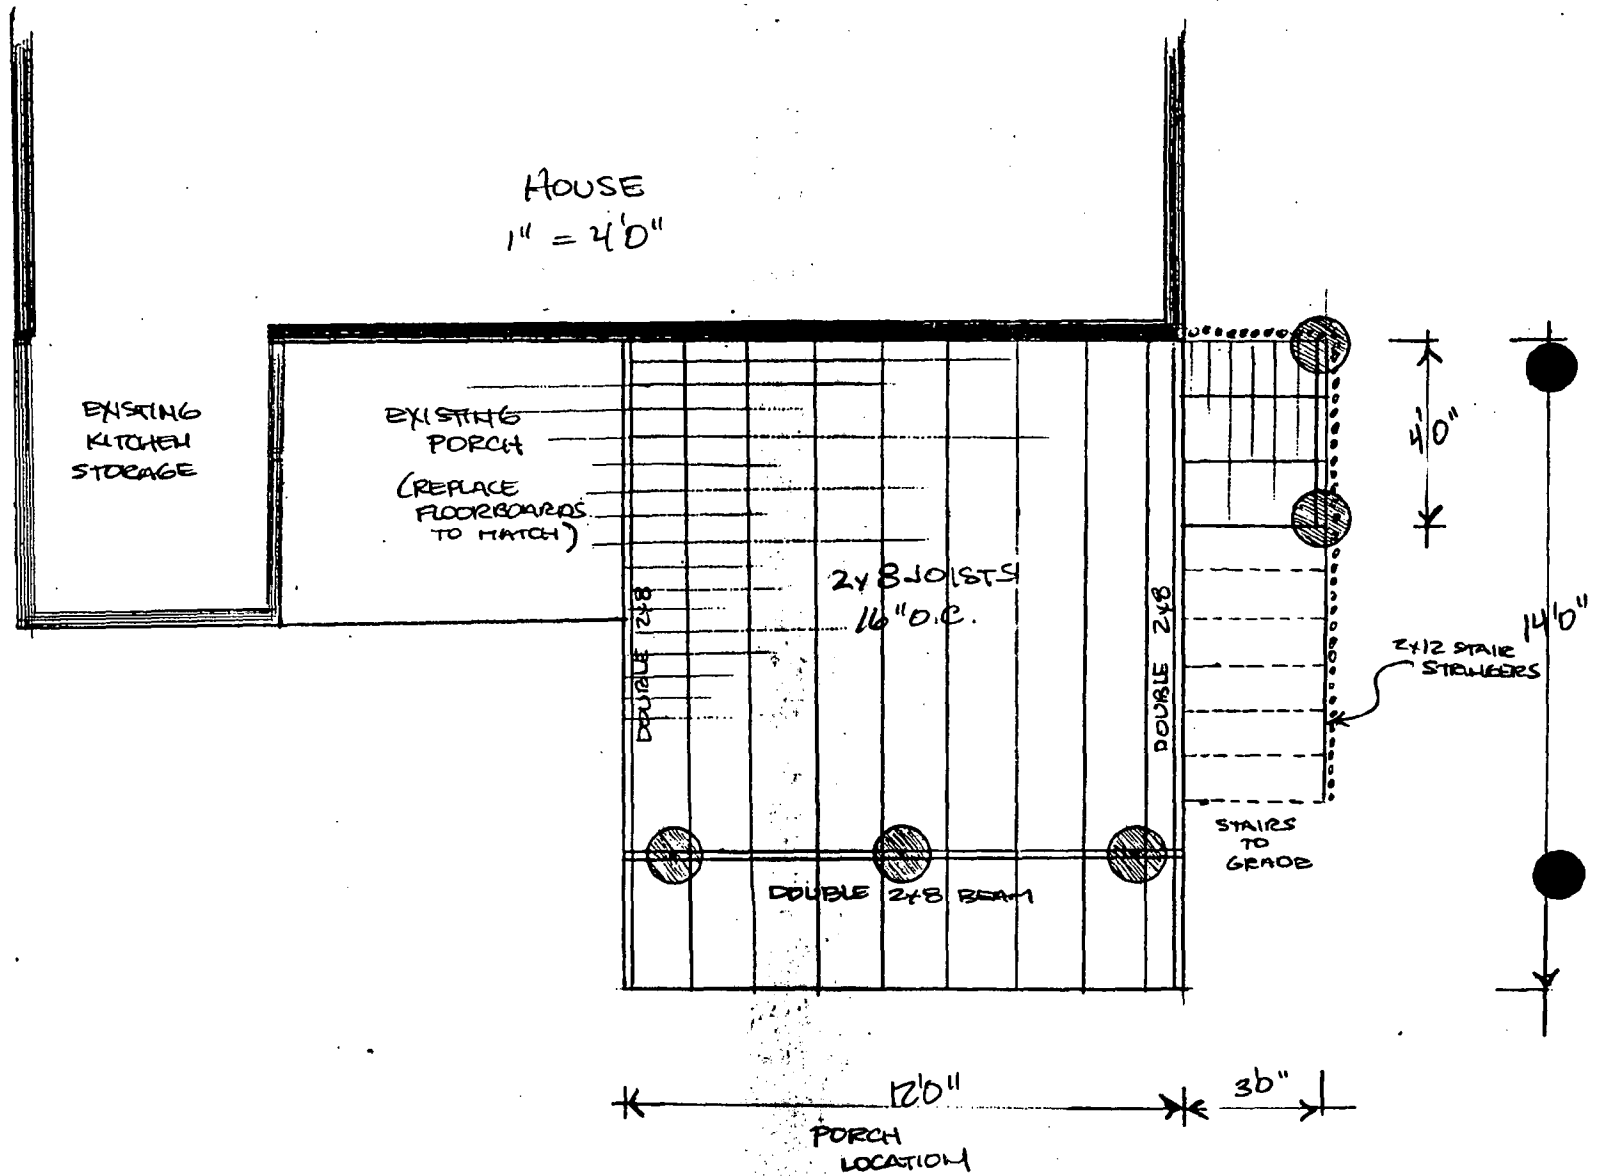 HOUSE
1" = 4'0"
EXISTING
KITCHEN
STORAGE
EXISTING
PORCH
(REPLACE
FLOORBOARDS
TO MATCH)
2x8 JOISTS
16" O.C.
DOUBLE 2x8
DOUBLE 2x8
4'0"
14'0"
2x12 STAIR
STRINGERS
STAIRS
TO
GRADE
DOUBLE 2x8 BEAM
12'0"
3'0"
PORCH
LOCATION